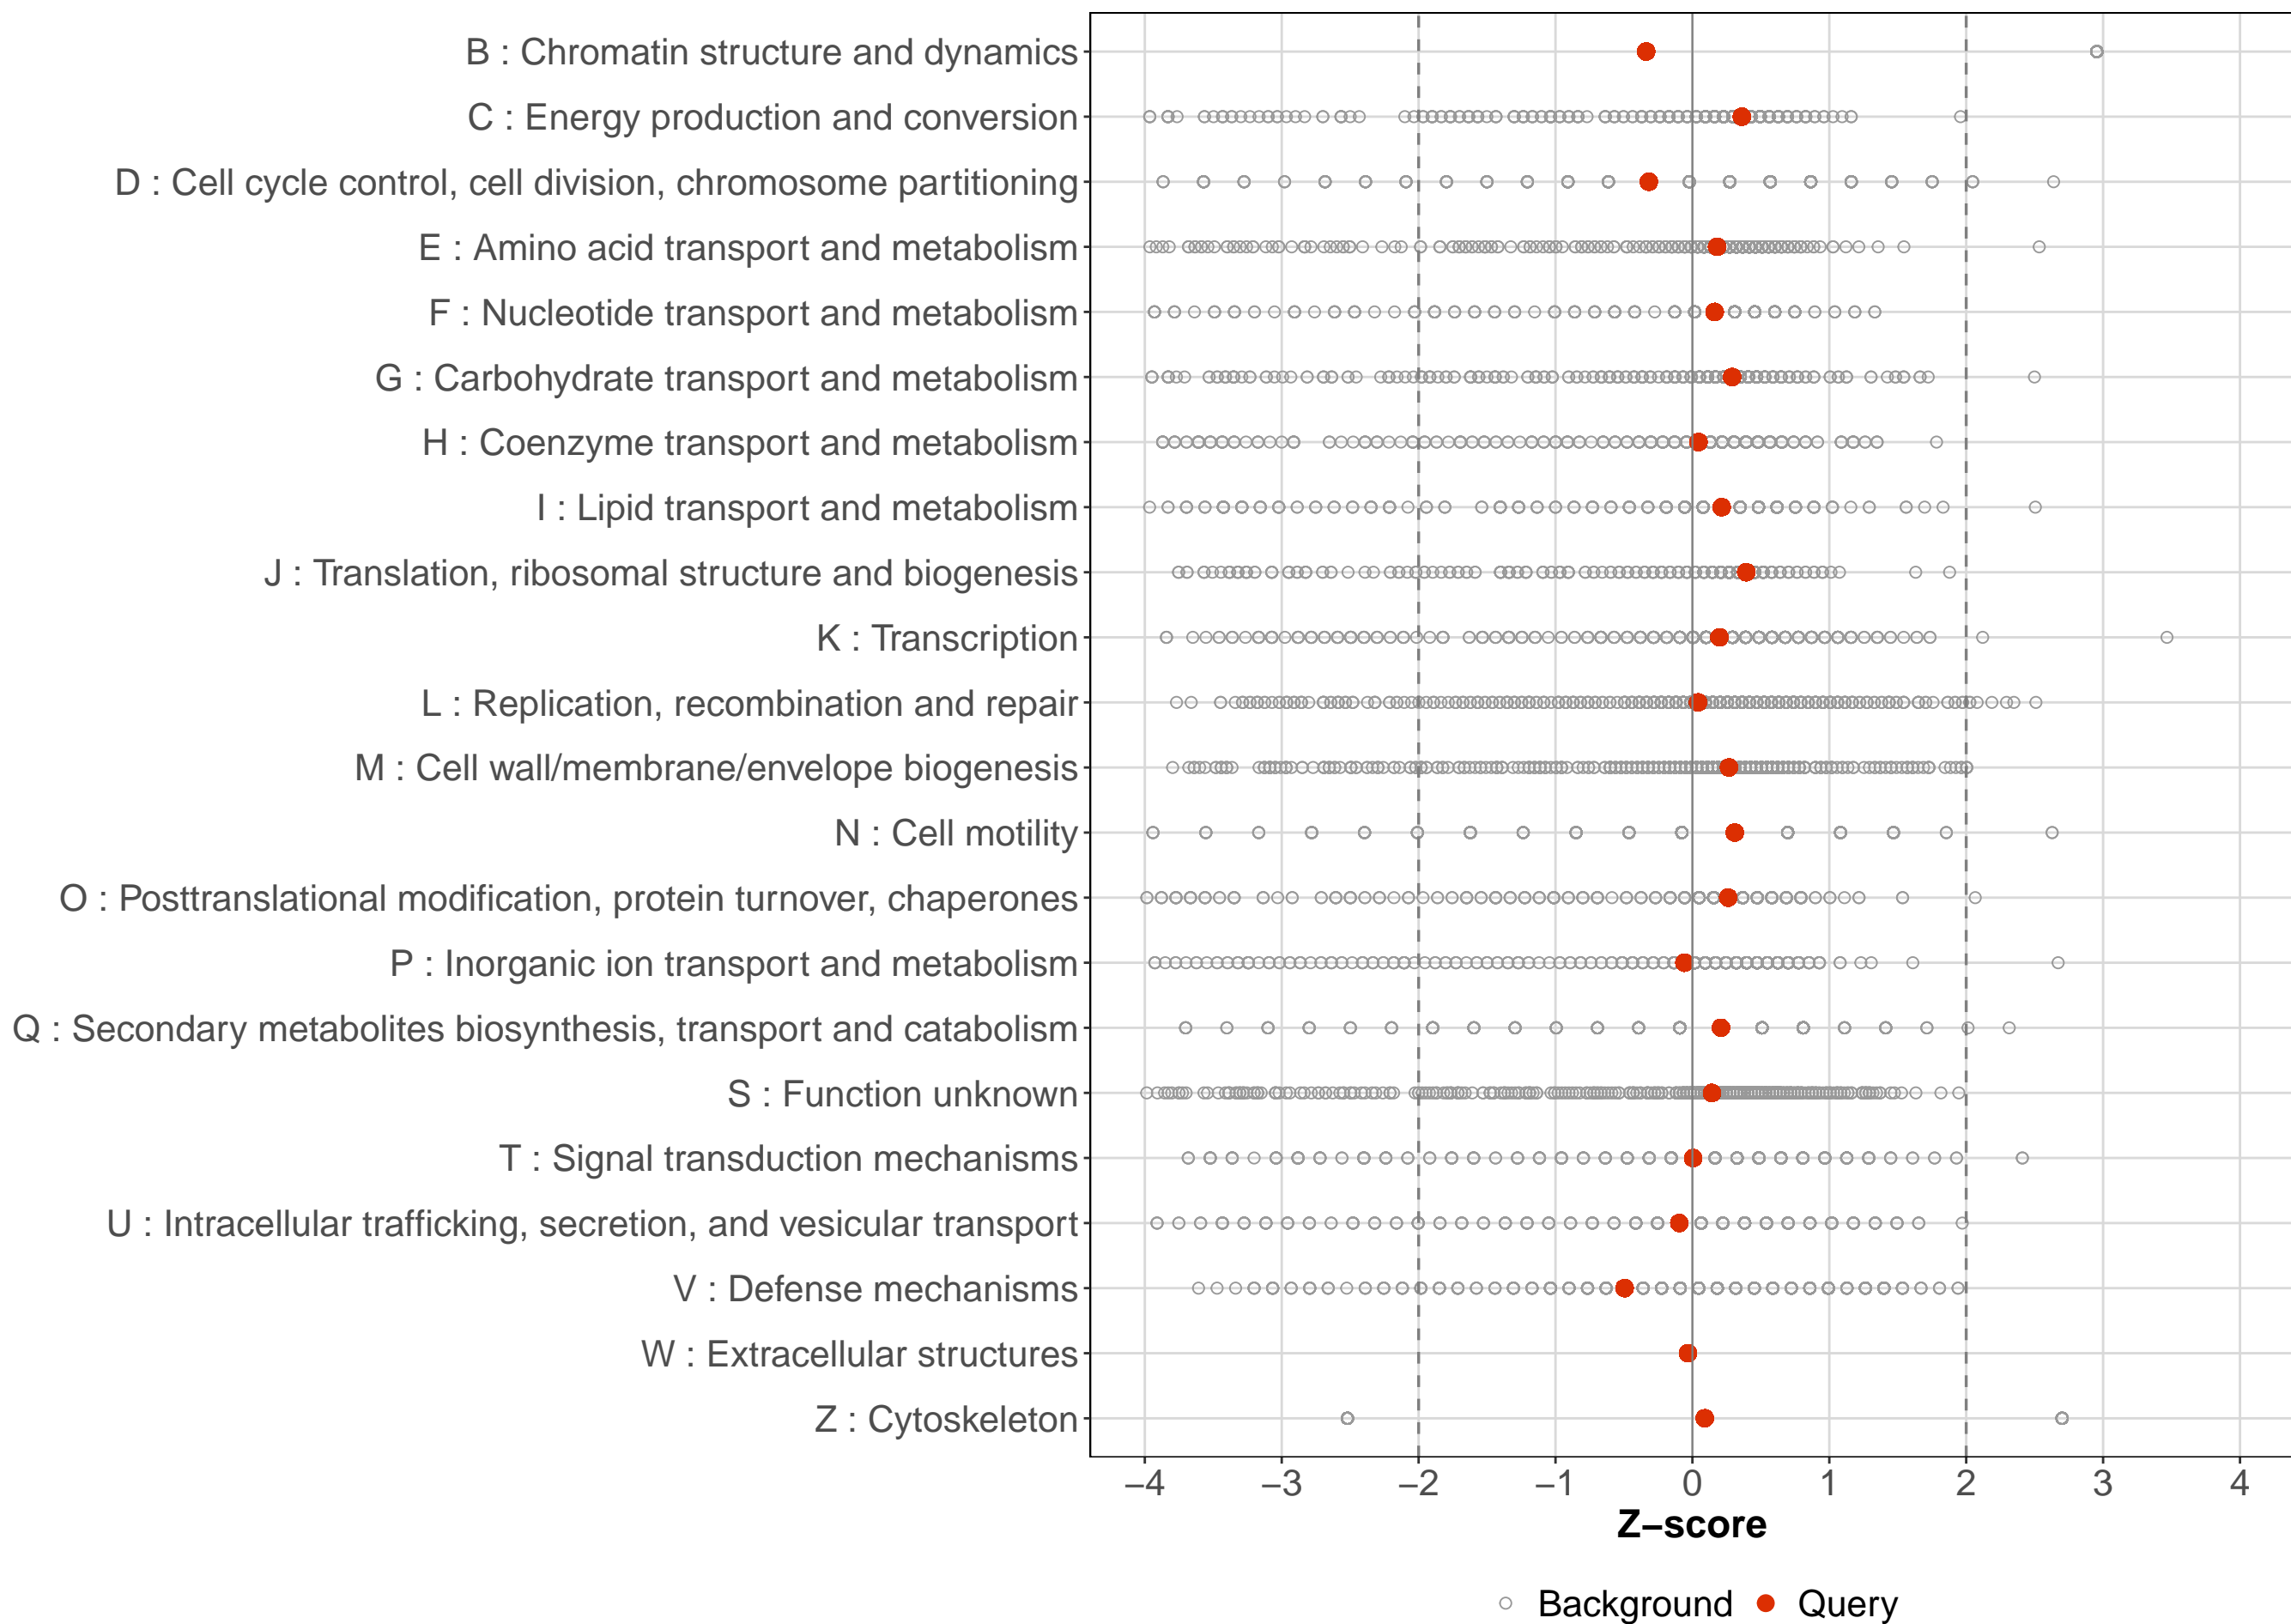 B : Chromatin structure and dynamics
C : Energy production and conversion
D : Cell cycle control, cell division, chromosome partitioning
E : Amino acid transport and metabolism
F : Nucleotide transport and metabolism
G : Carbohydrate transport and metabolism
H : Coenzyme transport and metabolism
I : Lipid transport and metabolism
J : Translation, ribosomal structure and biogenesis
K : Transcription
L : Replication, recombination and repair
M : Cell wall/membrane/envelope biogenesis
N : Cell motility
O : Posttranslational modification, protein turnover, chaperones
P : Inorganic ion transport and metabolism
Q : Secondary metabolites biosynthesis, transport and catabolism
S : Function unknown
T : Signal transduction mechanisms
U : Intracellular trafficking, secretion, and vesicular transport
V : Defense mechanisms
W : Extracellular structures
Z : Cytoskeleton
−4 −3 −2 −1 0 1 2 3 4
Z−score
Background Query